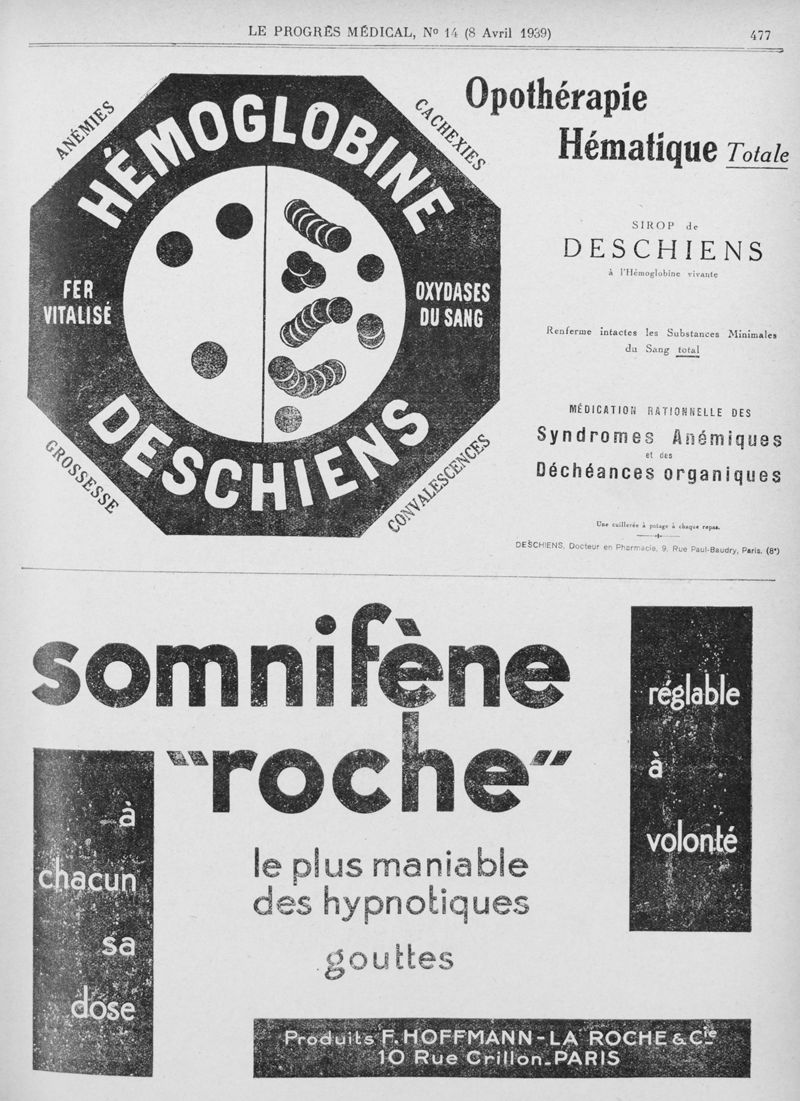 LE PROGRÈS MÉDICAL, No 14 (8 Avril 1939)
477
ANÉMIES
CACHEXIES
HÉMOGLOBINE
FER
VITALISÉ
OXYDASES
DU SANG
DESCHIENS
GROSSESSE
CONVALESCENCES
Opothérapie
Hématique Totale
SIROP de
DESCHIENS
à l'Hémoglobine vivante
Renferme intactes les Substances Minimales
du Sang total
MÉDICATION RATIONNELLE DES
Syndromes Anémiques
et des
Déchéances organiques
Une cuillerée à potage à chaque repas.
DESCHIENS, Docteur en Pharmacie, 9, Rue Paul-Baudry, Paris. (8e)
somnifène
"roche"
réglable
à
volonté
à
chacun
sa
dose
le plus maniable
des hypnotiques
gouttes
Produits F. HOFFMANN-LA ROCHE & Cie
10 Rue Crillon_PARIS